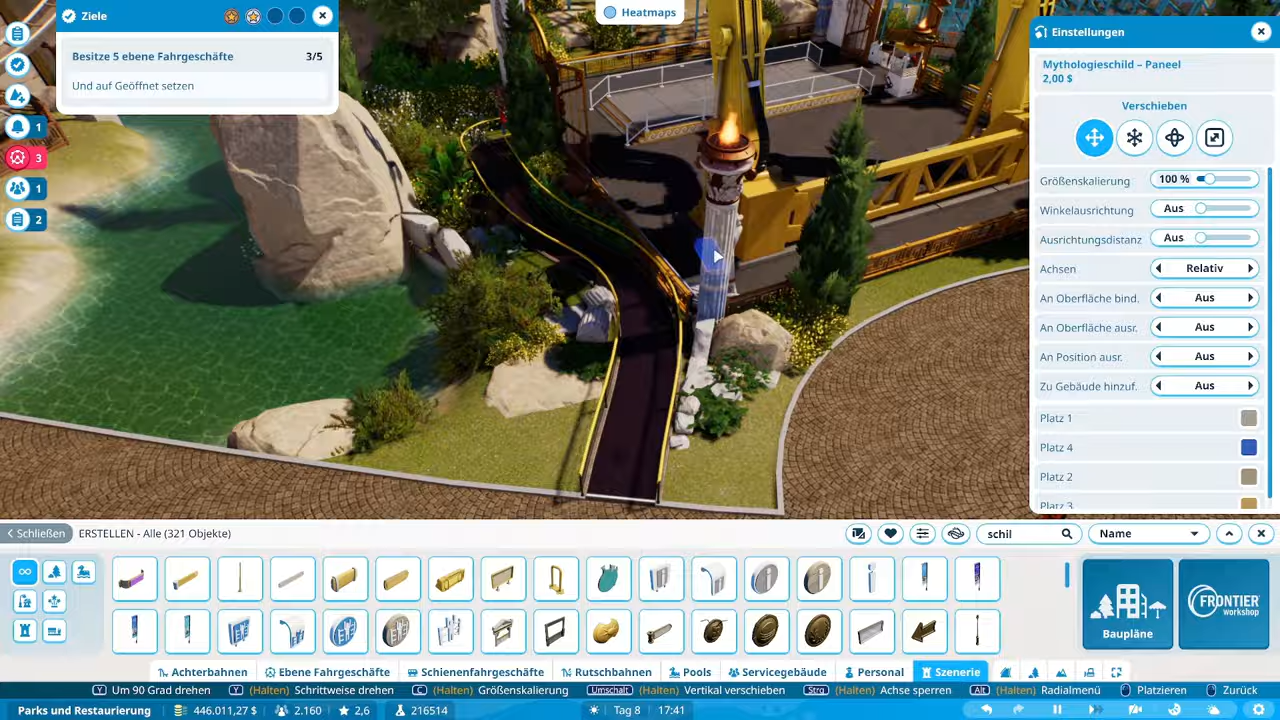 Ziele
Besitze 5 ebene Fahrgeschäfte 3/5
Und auf Geöffnet setzen
Heatmaps
1
3
1
2
Einstellungen
Mythologieschild – Paneel
2,00 $
Verschieben
Größenskalierung 100 %
Winkelausrichtung Aus
Ausrichtungsdistanz Aus
Achsen Relativ
An Oberfläche bind. Aus
An Oberfläche ausr. Aus
An Position ausr. Aus
Zu Gebäude hinzuf. Aus
Platz 1
Platz 4
Platz 2
Platz 3
Schließen ERSTELLEN - Alle (321 Objekte) schil Name
Baupläne
FRONTIER workshop
Achterbahnen Ebene Fahrgeschäfte Schienenfahrgeschäfte Rutschbahnen Pools Servicegebäude Personal Szenerie
Y Um 90 Grad drehen Y (Halten) Schrittweise drehen C (Halten) Größenskalierung Umschalt (Halten) Vertikal verschieben Strg (Halten) Achse sperren Alt (Halten) Radialmenü Platzieren Zurück
Parks und Restaurierung 446.011,27 $ 2.160 2,6 216514 Tag 8 17:41